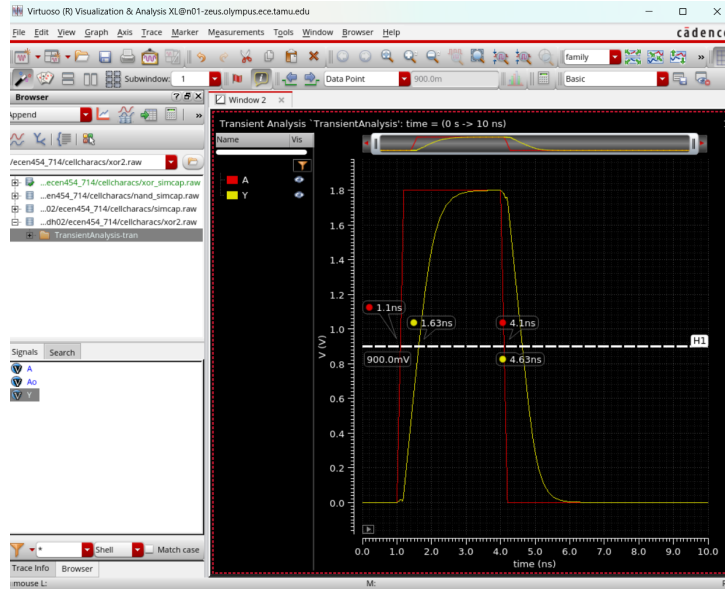 Virtuoso (R) Visualization & Analysis XL@n01-zeus.olympus.ece.tamu.edu
File Edit View Graph Axis Trace Marker Measurements Tools Window Browser Help cādence
family
Subwindow: 1 Data Point 900.0m Basic
Browser
Append
/ecen454_714/cellcharacs/xor2.raw
...ecen454_714/cellcharacs/xor_simcap.raw
...en454_714/cellcharacs/nand_simcap.raw
...02/ecen454_714/cellcharacs/simcap.raw
...dh02/ecen454_714/cellcharacs/xor2.raw
TransientAnalysis-tran
Signals Search
A
Ao
Y
* Shell Match case
Trace Info Browser
Window 2
Transient Analysis `TransientAnalysis': time = (0 s -> 10 ns)
Name Vis
A
Y
V (V)
1.8
1.6
1.4
1.2
1.0
0.8
0.6
0.4
0.2
0.0
1.1ns
1.63ns
4.1ns
H1
900.0mV
4.63ns
0.0 1.0 2.0 3.0 4.0 5.0 6.0 7.0 8.0 9.0 10.0
time (ns)
mouse L: M: